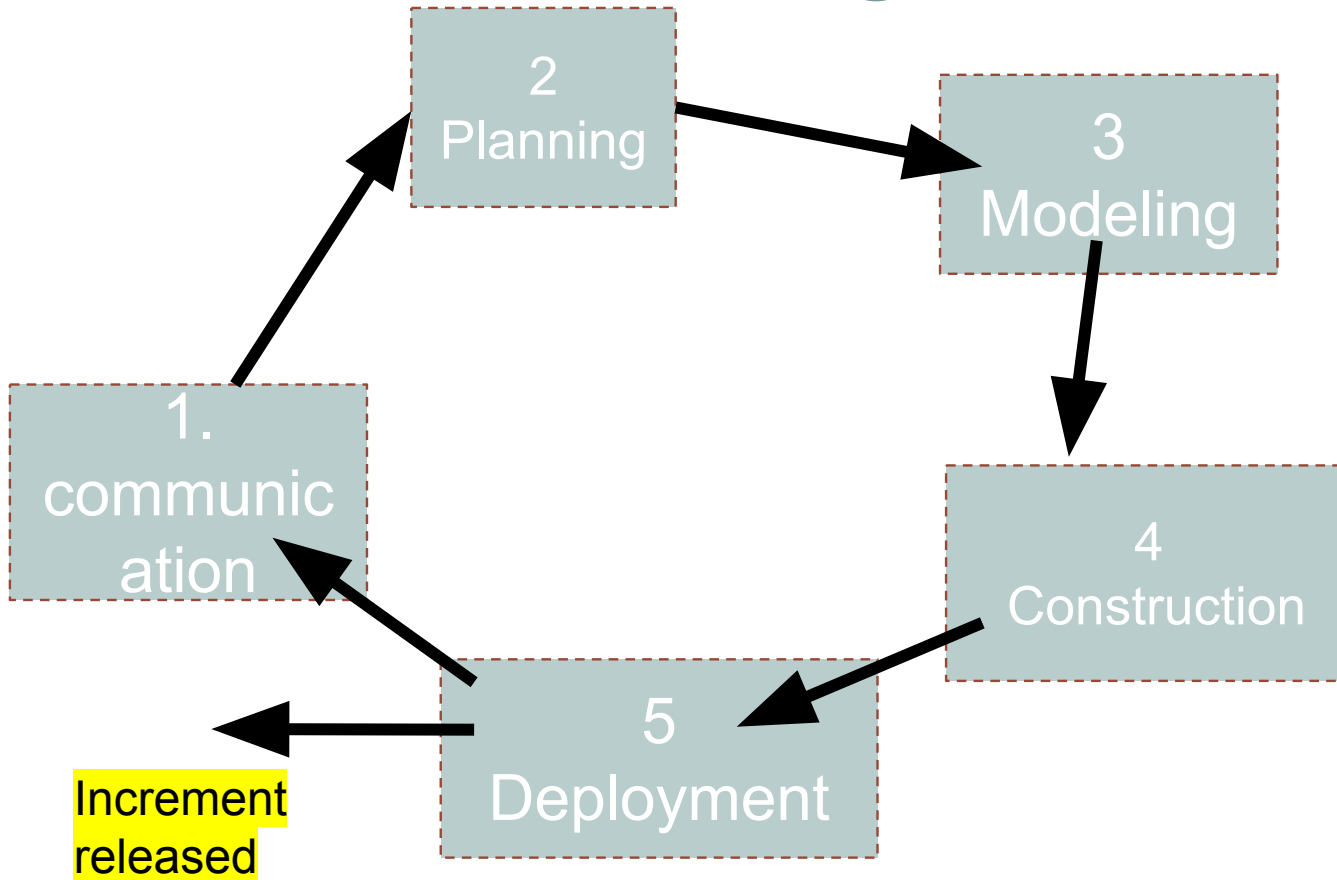 1.
communic
ation
2
Planning
3
Modeling
4
Construction
5
Deployment
Increment
released